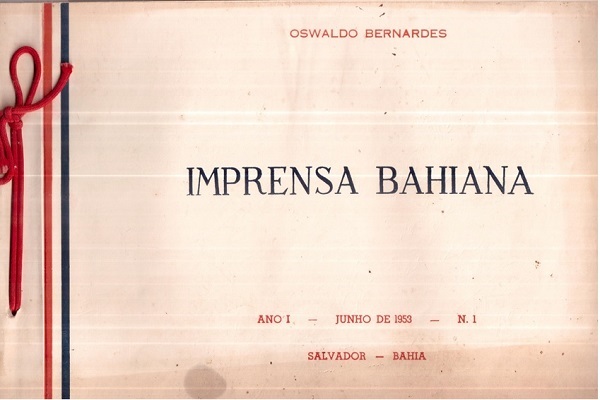 OSWALDO BERNARDES
IMPRENSA BAHIANA
ANO I — JUNHO DE 1953 — N. 1
SALVADOR — BAHIA